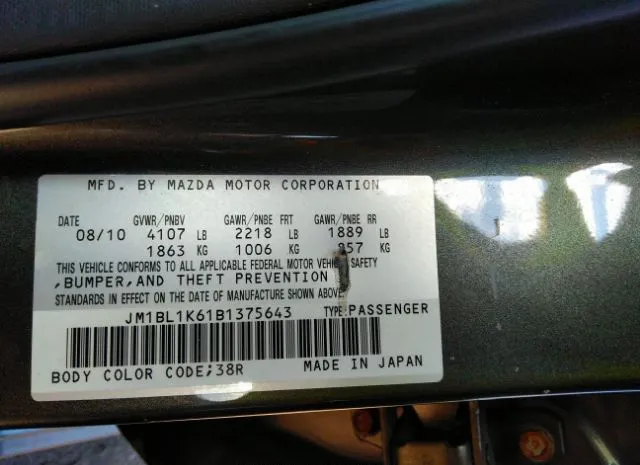 MFD. BY MAZDA MOTOR CORPORATION
DATE GVWR/PNBV GAWR/PNBE FRT GAWR/PNBE RR
08/10 4107 LB 2218 LB 1889 LB
1863 KG 1006 KG 857 KG
THIS VEHICLE CONFORMS TO ALL APPLICABLE FEDERAL MOTOR VEHICLE SAFETY
,BUMPER,AND THEFT PREVENTION
STANDARDS IN EFFECT ON THE DATE OF MANUFACTURE SHOWN ABOVE
JM1BL1K61B1375643 TYPE:PASSENGER
BODY COLOR CODE;38R MADE IN JAPAN